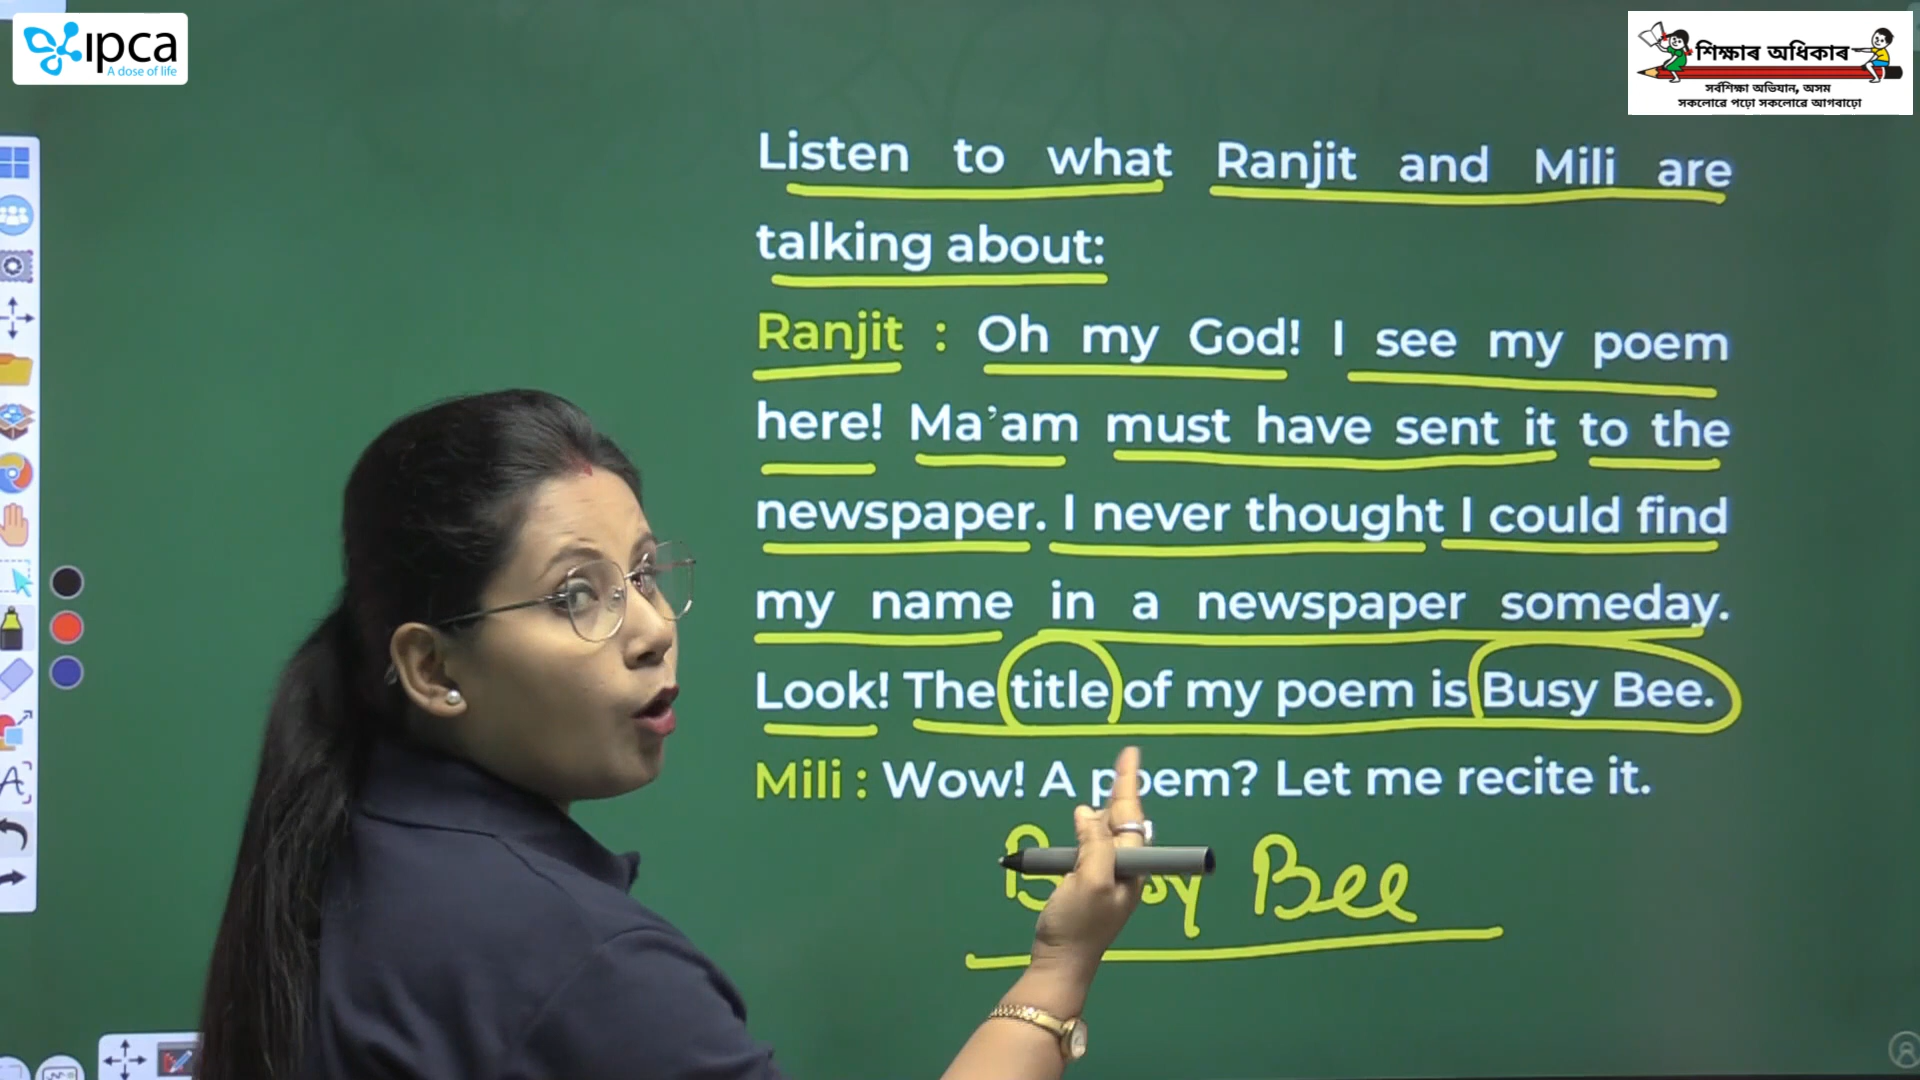 ipca
A dose of life
শিক্ষাৰ অধিকাৰ
সৰ্বশিক্ষা অভিযান, অসম
সকলোৱে পঢ়ো সকলোৱে আগবাঢ়ো
Listen to what Ranjit and Mili are
talking about:
Ranjit : Oh my God! I see my poem
here! Ma’am must have sent it to the
newspaper. I never thought I could find
my name in a newspaper someday.
Look! The title of my poem is Busy Bee.
Mili : Wow! A poem? Let me recite it.
Bee